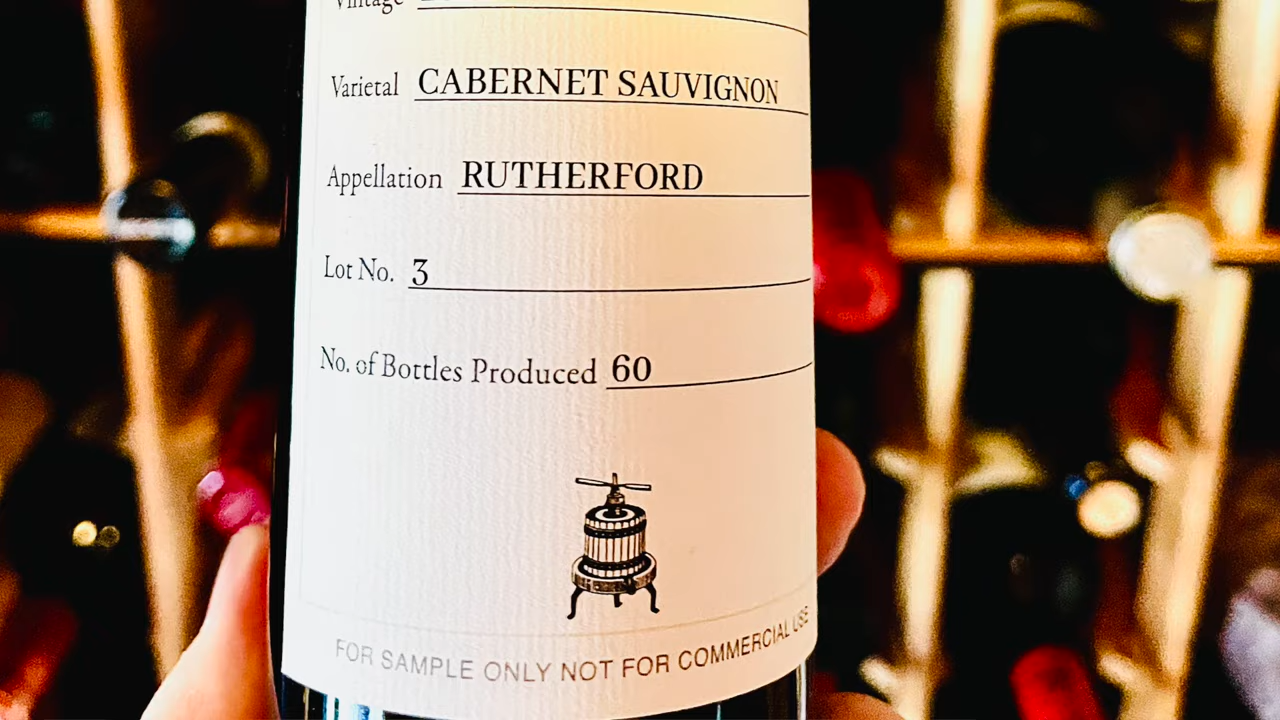 Vintage
Varietal CABERNET SAUVIGNON
Appellation RUTHERFORD
Lot No. 3
No. of Bottles Produced 60
FOR SAMPLE ONLY NOT FOR COMMERCIAL USE